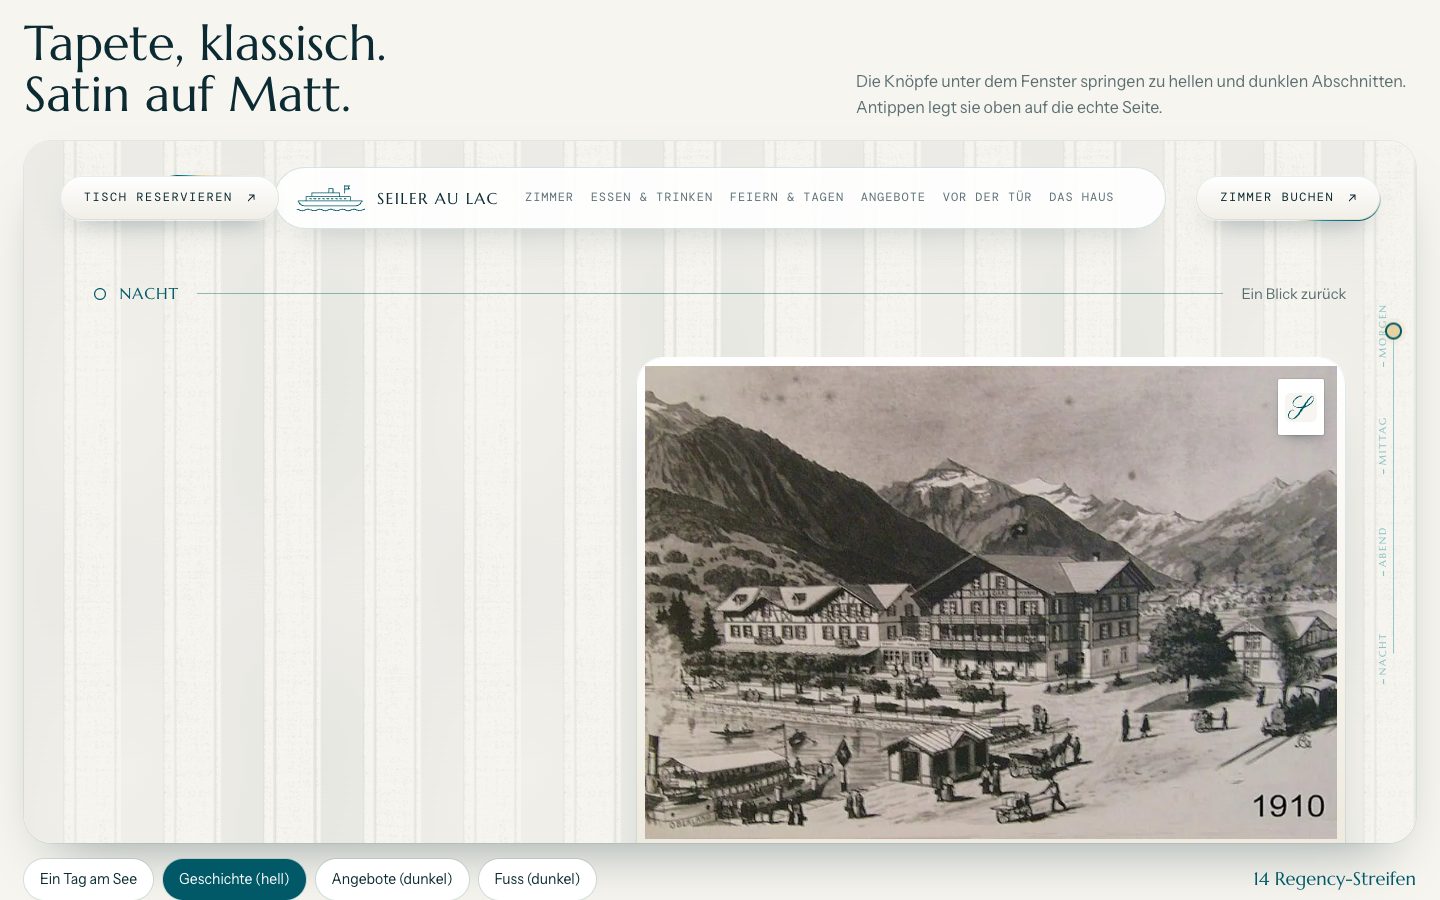 Tapete, klassisch.
Satin auf Matt.
Die Knöpfe unter dem Fenster springen zu hellen und dunklen Abschnitten.
Antippen legt sie oben auf die echte Seite.
TISCH RESERVIEREN ↗
SEILER AU LAC
ZIMMER ESSEN & TRINKEN FEIERN & TAGEN ANGEBOTE VOR DER TÜR DAS HAUS
ZIMMER BUCHEN ↗
NACHT
Ein Blick zurück
MORGEN
MITTAG
ABEND
NACHT
S
OBERLAND
1910
Ein Tag am See
Geschichte (hell)
Angebote (dunkel)
Fuss (dunkel)
14 Regency-Streifen